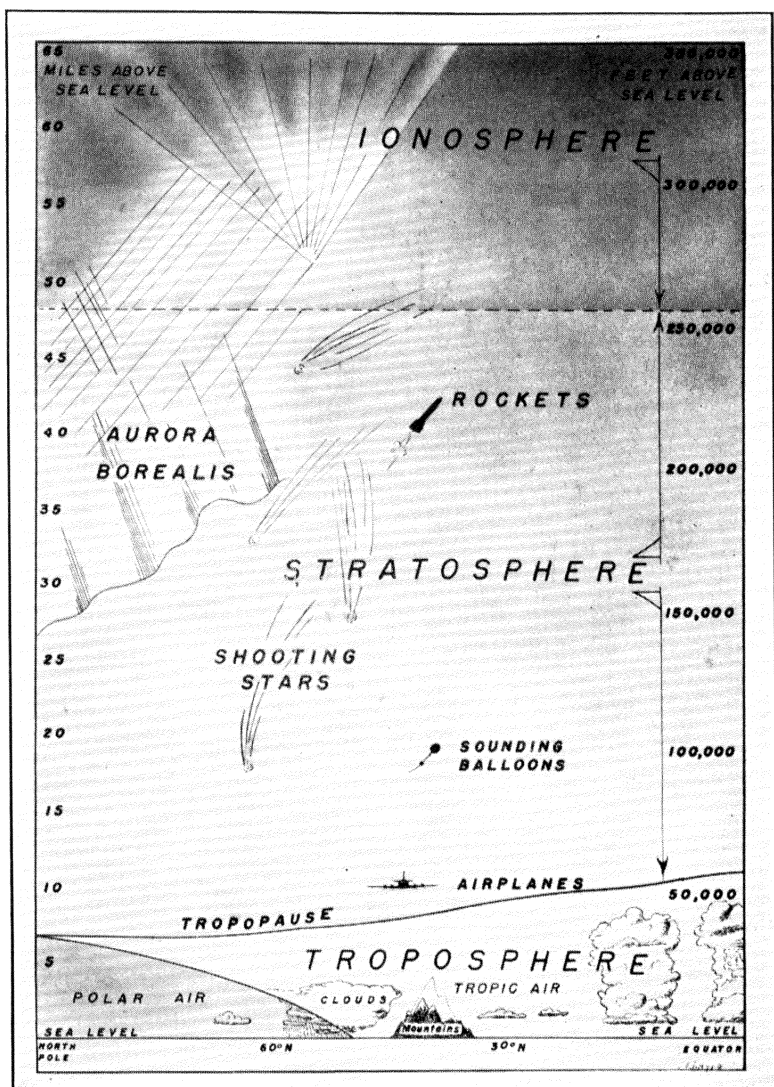 65
MILES ABOVE
SEA LEVEL
FEET ABOVE
SEA LEVEL
60
IONOSPHERE
300,000
55
50
250,000
45
ROCKETS
40
AURORA
BOREALIS
200,000
35
STRATOSPHERE
30
150,000
25
SHOOTING
STARS
20
SOUNDING
BALLOONS
100,000
15
10
AIRPLANES
50,000
TROPOPAUSE
5
TROPOSPHERE
POLAR AIR
CLOUDS
TROPIC AIR
SEA LEVEL
Mountains
SEA LEVEL
NORTH
POLE
60°N
30°N
EQUATOR